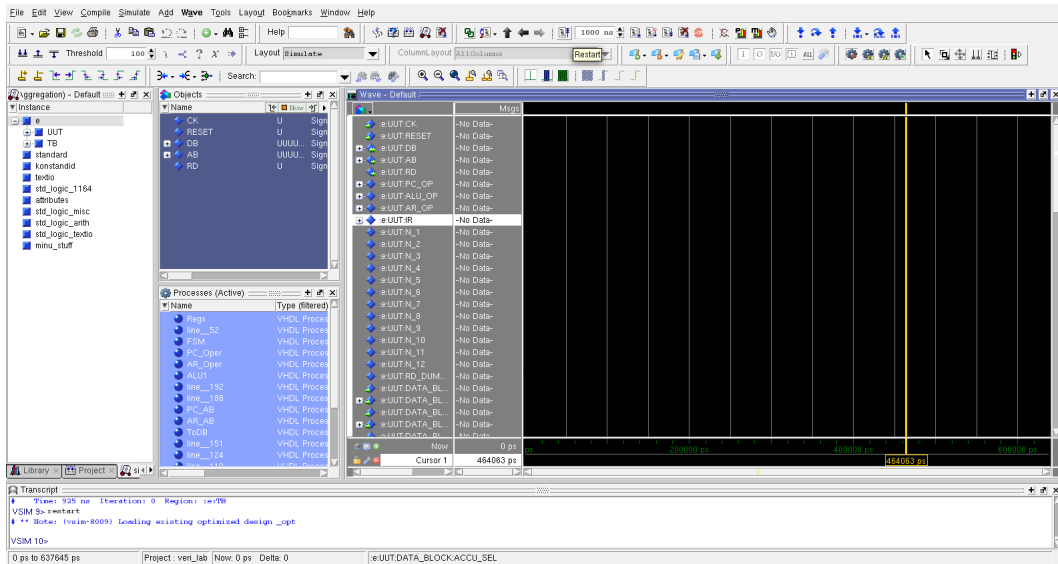 File Edit View Compile Simulate Add Wave Tools Layout Bookmarks Window Help
Help
1000 ns
Threshold 100
Layout Simulate
ColumnLayout AllColumns
Restart
Search:
Objects
Wave - Default
Instance
e
UUT
TB
standard
konstandid
textio
std_logic_1164
attributes
std_logic_misc
std_logic_arith
std_logic_textio
minu_stuff
Name
Now
CK U Sign
RESET U Sign
DB UUUU... Sign
AB UUUU... Sign
RD U Sign
Processes (Active)
Name Type (filtered)
Regs VHDL Proces
line__52 VHDL Proces
FSM VHDL Proces
PC_Oper VHDL Proces
AR_Oper VHDL Proces
ALU1 VHDL Proces
line__192 VHDL Proces
line__188 VHDL Proces
PC_AB VHDL Proces
AR_AB VHDL Proces
ToDB VHDL Proces
line__151 VHDL Proces
line__124 VHDL Proces
Msgs
:e:UUT:CK -No Data-
:e:UUT:RESET -No Data-
:e:UUT:DB -No Data-
:e:UUT:AB -No Data-
:e:UUT:RD -No Data-
:e:UUT:PC_OP -No Data-
:e:UUT:ALU_OP -No Data-
:e:UUT:AR_OP -No Data-
:e:UUT:IR -No Data-
:e:UUT:N_1 -No Data-
:e:UUT:N_2 -No Data-
:e:UUT:N_3 -No Data-
:e:UUT:N_4 -No Data-
:e:UUT:N_5 -No Data-
:e:UUT:N_6 -No Data-
:e:UUT:N_7 -No Data-
:e:UUT:N_8 -No Data-
:e:UUT:N_9 -No Data-
:e:UUT:N_10 -No Data-
:e:UUT:N_11 -No Data-
:e:UUT:N_12 -No Data-
:e:UUT:RD_DUM... -No Data-
:e:UUT:DATA_BL... -No Data-
:e:UUT:DATA_BL... -No Data-
:e:UUT:DATA_BL... -No Data-
:e:UUT:DATA_BL... -No Data-
Now 0 ps
ps 200000 ps 400000 ps 600000 ps
Cursor 1 464063 ps
464063 ps
Library Project
Transcript
# Time: 925 ns Iteration: 0 Region: :e:TB
VSIM 9> restart
# ** Note: (vsim-8009) Loading existing optimized design _opt
VSIM 10>
0 ps to 637645 ps Project : veri_lab Now: 0 ps Delta: 0 :e:UUT:DATA_BLOCK:ACCU_SEL